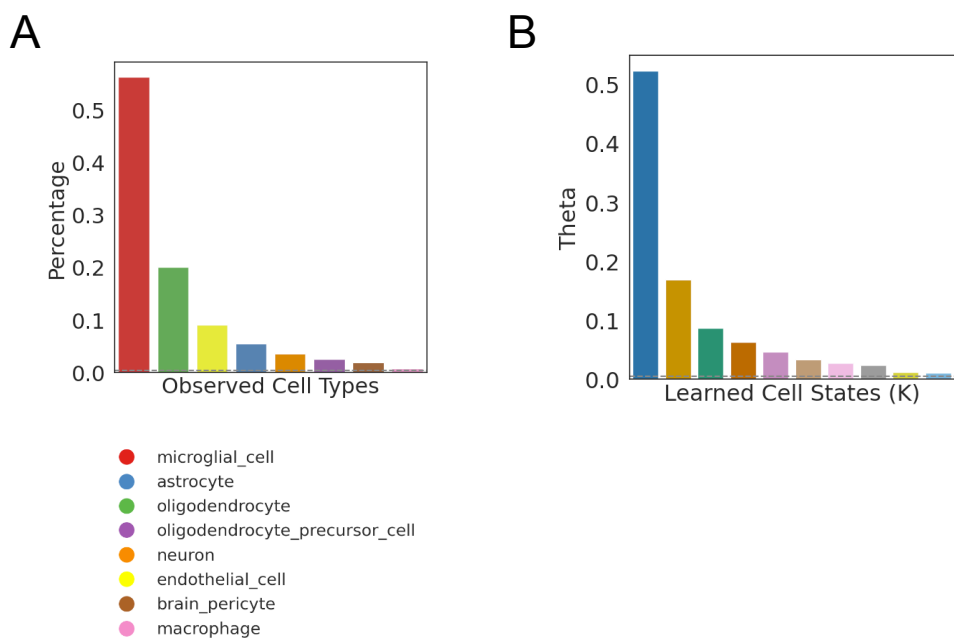 A
B
0.5
0.4
0.3
0.2
0.1
0.0
Percentage
Observed Cell Types
0.5
0.4
0.3
0.2
0.1
0.0
Theta
Learned Cell States (K)
microglial_cell
astrocyte
oligodendrocyte
oligodendrocyte_precursor_cell
neuron
endothelial_cell
brain_pericyte
macrophage